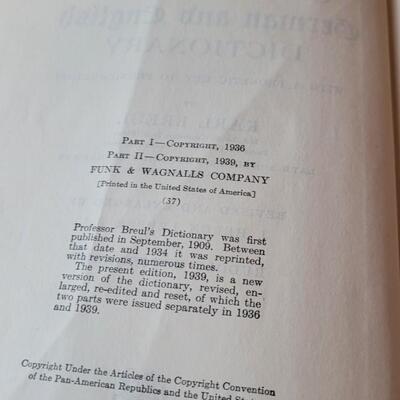 Part I—Copyright, 1936
Part II—Copyright, 1939, by
FUNK & WAGNALLS COMPANY
[Printed in the United States of America]
(37)
Professor Breul's Dictionary was first
published in September, 1909. Between
that date and 1934 it was reprinted,
with revisions, numerous times.
The present edition, 1939, is a new
version of the dictionary, revised, en-
larged, re-edited and reset, of which the
two parts were issued separately in 1936
and 1939.
Copyright Under the Articles of the Copyright Convention
of the Pan-American Republics and the United States